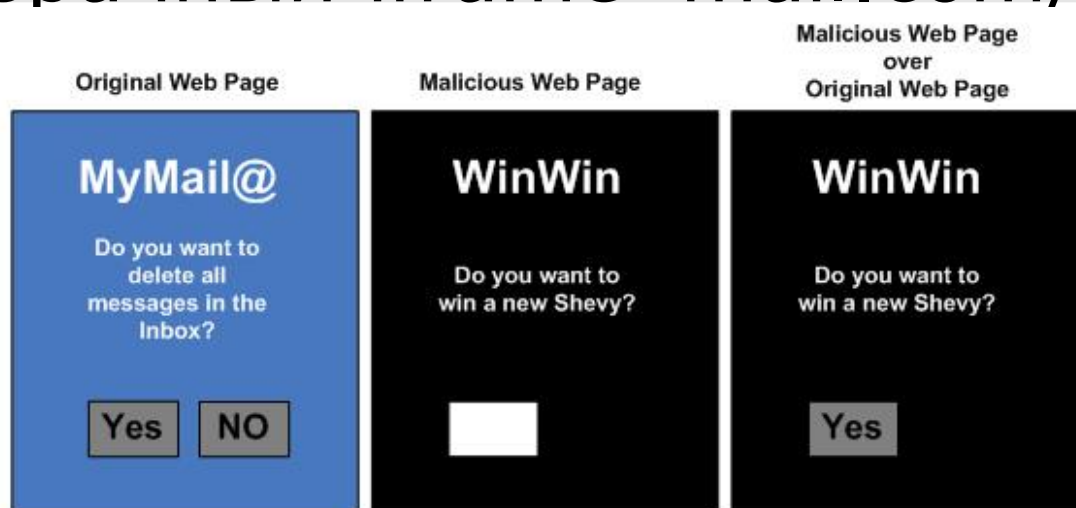 Original Web Page
MyMail@
Do you want to
delete all
messages in the
Inbox?
Yes NO
Malicious Web Page
WinWin
Do you want to
win a new Shevy?
Malicious Web Page
over
Original Web Page
WinWin
Do you want to
win a new Shevy?
Yes